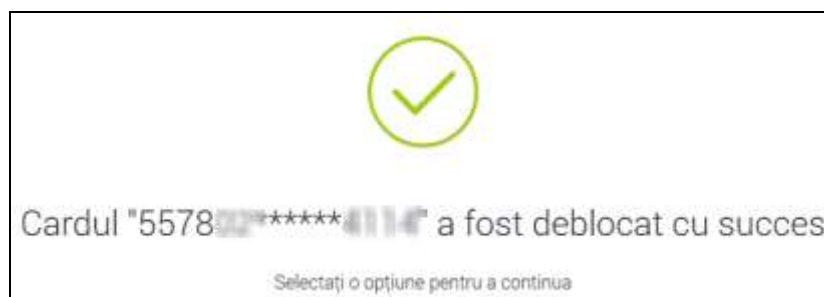 Cardul "5578*****" a fost deblocat cu succes
Selectați o opțiune pentru a continua